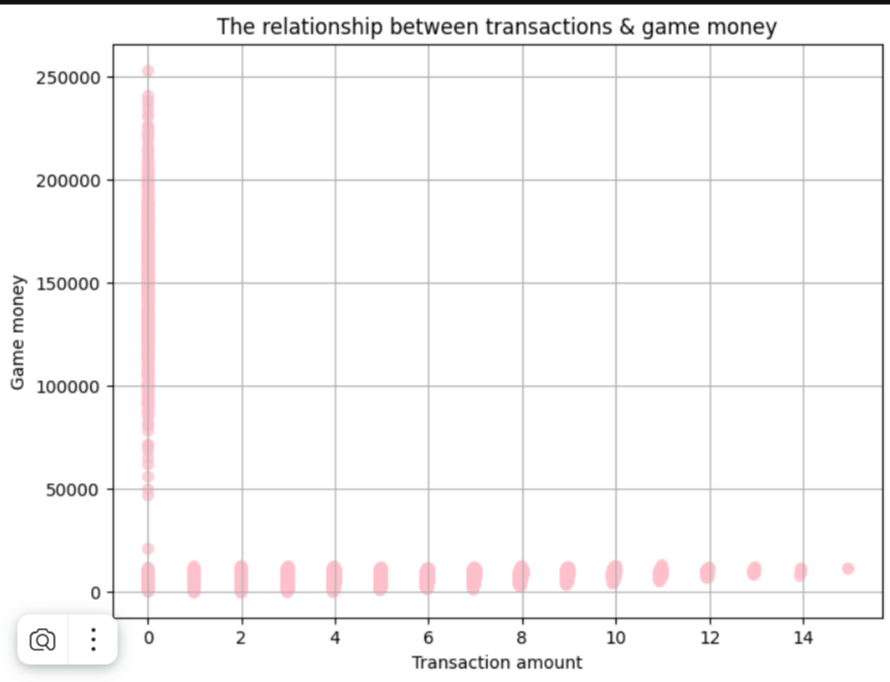 The relationship between transactions & game money
250000
200000
150000
100000
50000
0
Game money
0 2 4 6 8 10 12 14
Transaction amount